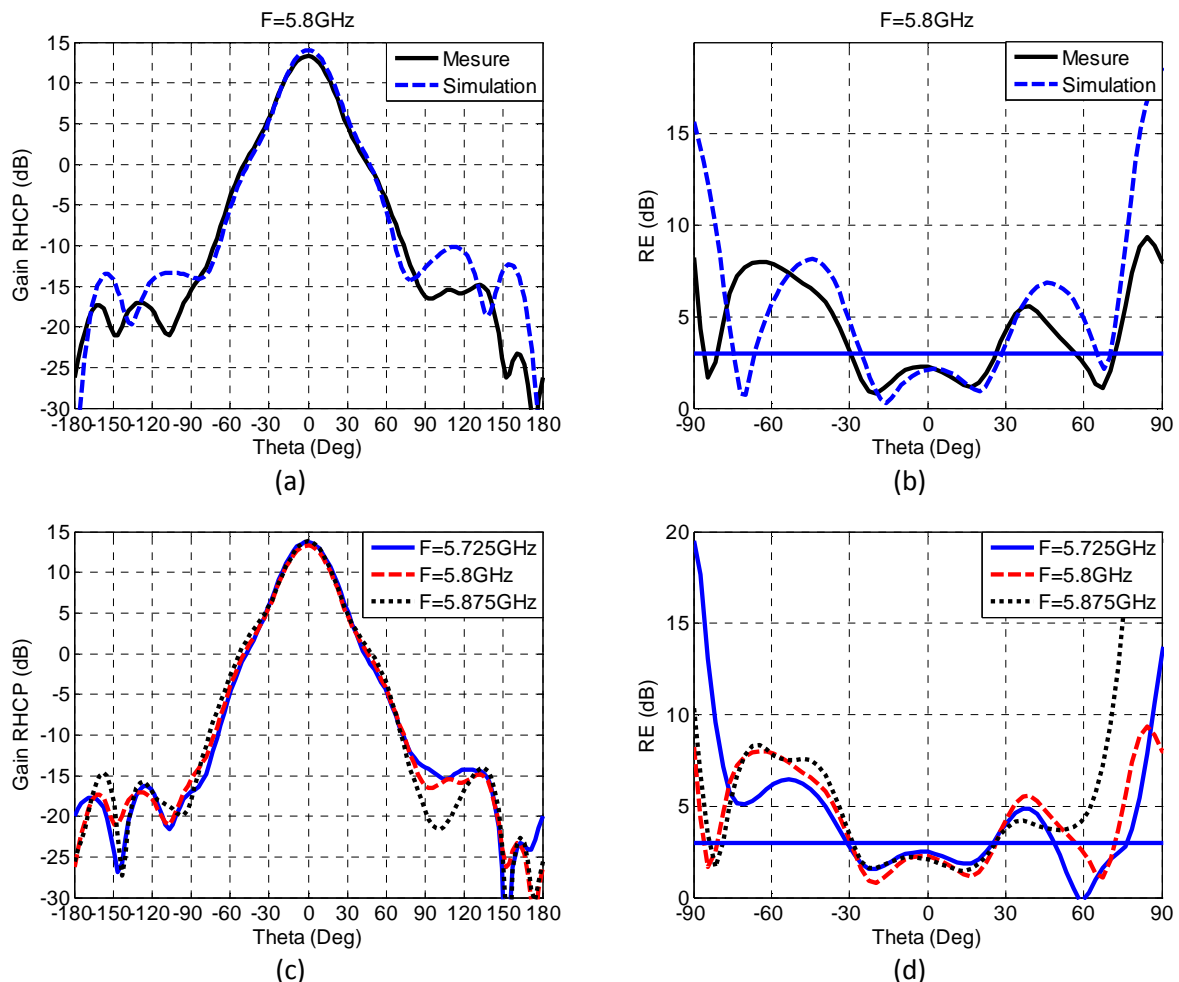 F=5.8GHz
15
10
5
0
-5
-10
-15
-20
-25
-30
Gain RHCP (dB)
Mesure
Simulation
-180-150-120 -90 -60 -30 0 30 60 90 120 150 180
Theta (Deg)
(a)
F=5.8GHz
15
10
5
0
RE (dB)
Mesure
Simulation
-90 -60 -30 0 30 60 90
Theta (Deg)
(b)
15
10
5
0
-5
-10
-15
-20
-25
-30
Gain RHCP (dB)
F=5.725GHz
F=5.8GHz
F=5.875GHz
-180-150-120 -90 -60 -30 0 30 60 90 120 150 180
Theta (Deg)
(c)
20
15
10
5
0
RE (dB)
F=5.725GHz
F=5.8GHz
F=5.875GHz
-90 -60 -30 0 30 60 90
Theta (Deg)
(d)